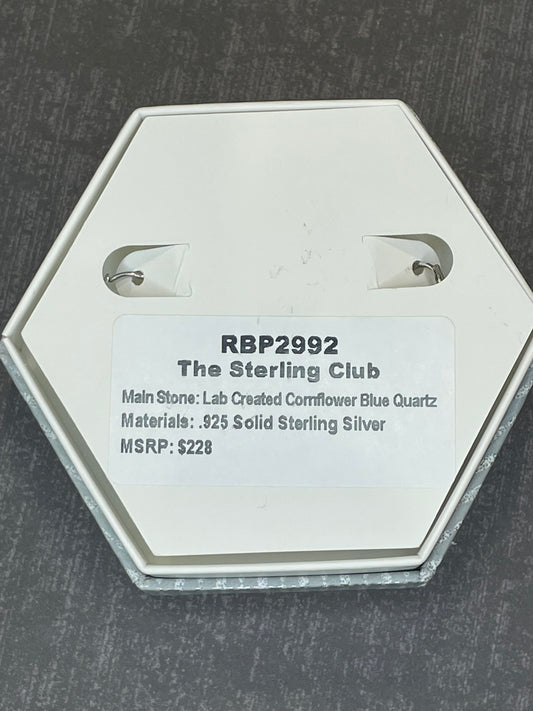 RBP2992
The Sterling Club
Main Stone: Lab Created Cornflower Blue Quartz
Materials: .925 Solid Sterling Silver
MSRP: $228